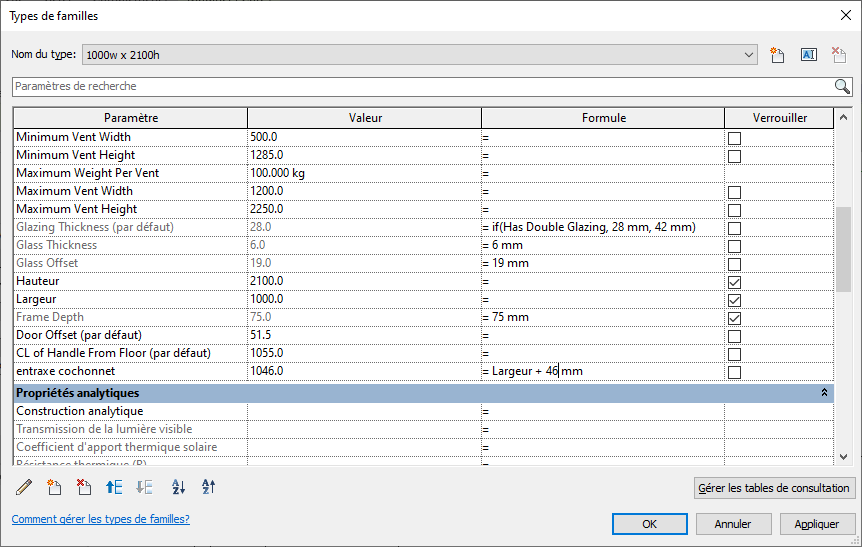 Types de familles
Nom du type: 1000w x 2100h
Paramètres de recherche
Paramètre Valeur Formule Verrouiller
Minimum Vent Width 500.0 =
Minimum Vent Height 1285.0 =
Maximum Weight Per Vent 100.000 kg =
Maximum Vent Width 1200.0 =
Maximum Vent Height 2250.0 =
Glazing Thickness (par défaut) 28.0 = if(Has Double Glazing, 28 mm, 42 mm)
Glass Thickness 6.0 = 6 mm
Glass Offset 19.0 = 19 mm
Hauteur 2100.0 =
Largeur 1000.0 =
Frame Depth 75.0 = 75 mm
Door Offset (par défaut) 51.5 =
CL of Handle From Floor (par défaut) 1055.0 =
entraxe cochonnet 1046.0 = Largeur + 46 mm
Propriétés analytiques
Construction analytique =
Transmission de la lumière visible =
Coefficient d'apport thermique solaire =
Résistance thermique (R) =
Gérer les tables de consultation
Comment gérer les types de familles?
OK Annuler Appliquer